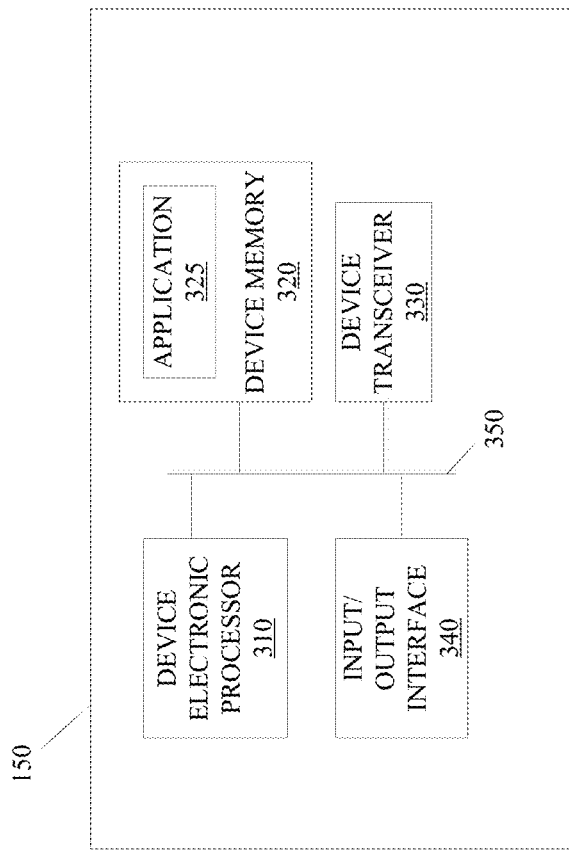 150
DEVICE
ELECTRONIC
PROCESSOR
310
APPLICATION
325
DEVICE MEMORY
320
INPUT/
OUTPUT
INTERFACE
340
DEVICE
TRANSCEIVER
330
350